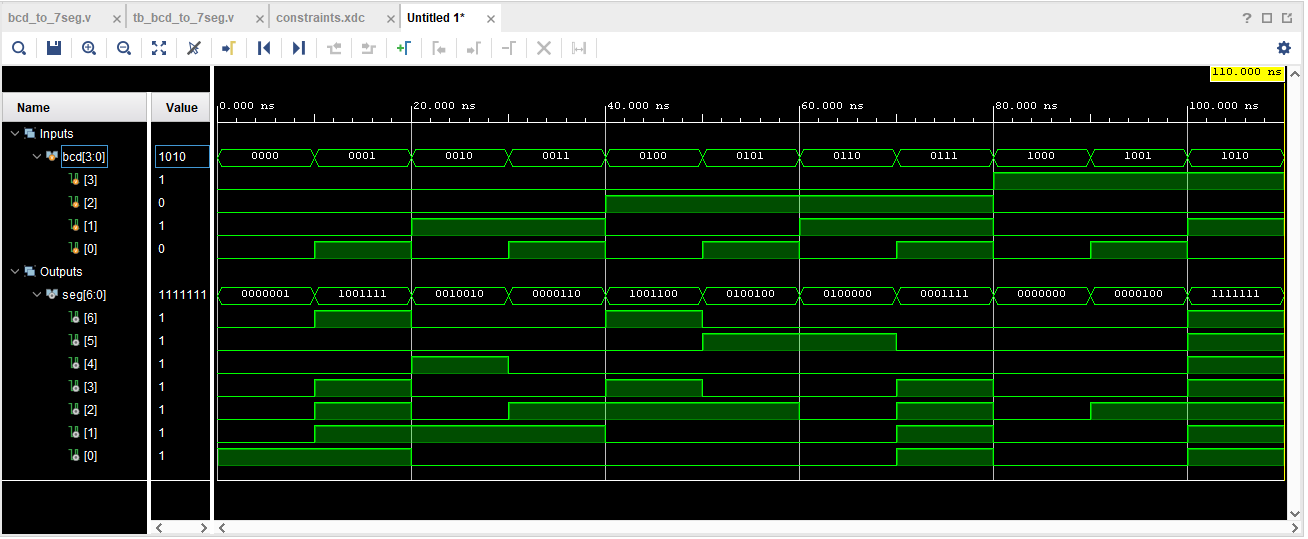 bcd_to_7seg.v × tb_bcd_to_7seg.v × constraints.xdc × Untitled 1* ×
110.000 ns
Name Value 0.000 ns 20.000 ns 40.000 ns 60.000 ns 80.000 ns 100.000 ns
Inputs
bcd[3:0] 1010 0000 0001 0010 0011 0100 0101 0110 0111 1000 1001 1010
[3] 1
[2] 0
[1] 1
[0] 0
Outputs
seg[6:0] 1111111 0000001 1001111 0010010 0000110 1001100 0100100 0100000 0001111 0000000 0000100 1111111
[6] 1
[5] 1
[4] 1
[3] 1
[2] 1
[1] 1
[0] 1